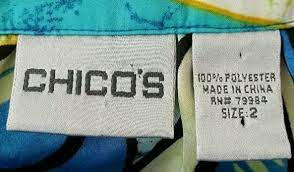 CHICO'S
100% POLYESTER
MADE IN CHINA
RN# 79984
SIZE: 2